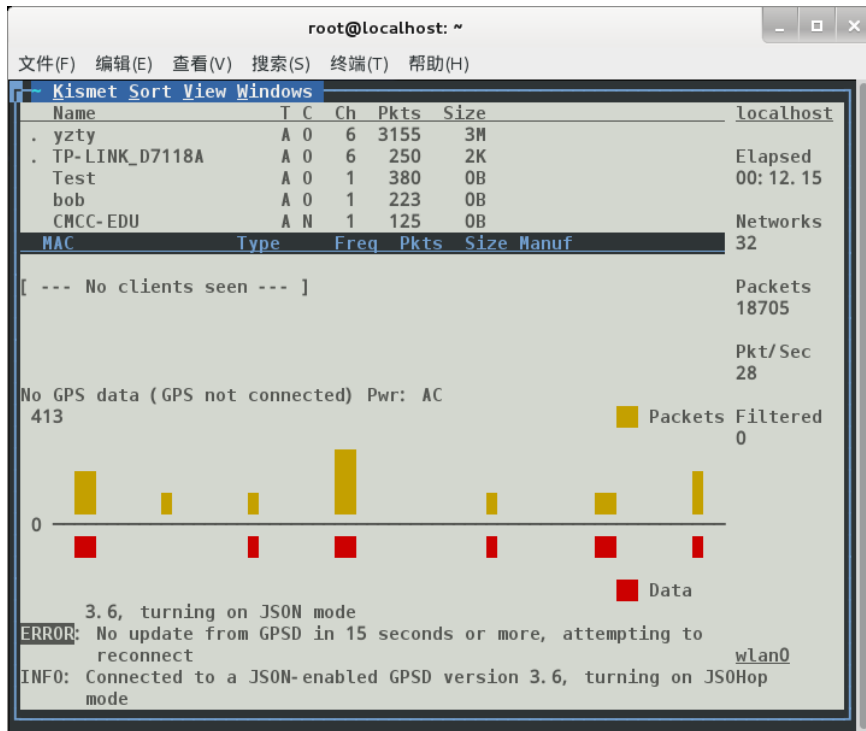 root@localhost: ~
文件(F) 编辑(E) 查看(V) 搜索(S) 终端(T) 帮助(H)
~ Kismet Sort View Windows
Name T C Ch Pkts Size
. yzty A O 6 3155 3M
. TP-LINK_D7118A A O 6 250 2K
Test A O 1 380 0B
bob A O 1 223 0B
CMCC-EDU A N 1 125 0B
MAC Type Freq Pkts Size Manuf
[ --- No clients seen --- ]
No GPS data (GPS not connected) Pwr: AC
413
Packets
0
Data
3.6, turning on JSON mode
ERROR: No update from GPSD in 15 seconds or more, attempting to
reconnect
INFO: Connected to a JSON-enabled GPSD version 3.6, turning on JSO
mode
localhost
Elapsed
00:12.15
Networks
32
Packets
18705
Pkt/Sec
28
Filtered
0
wlan0
Hop